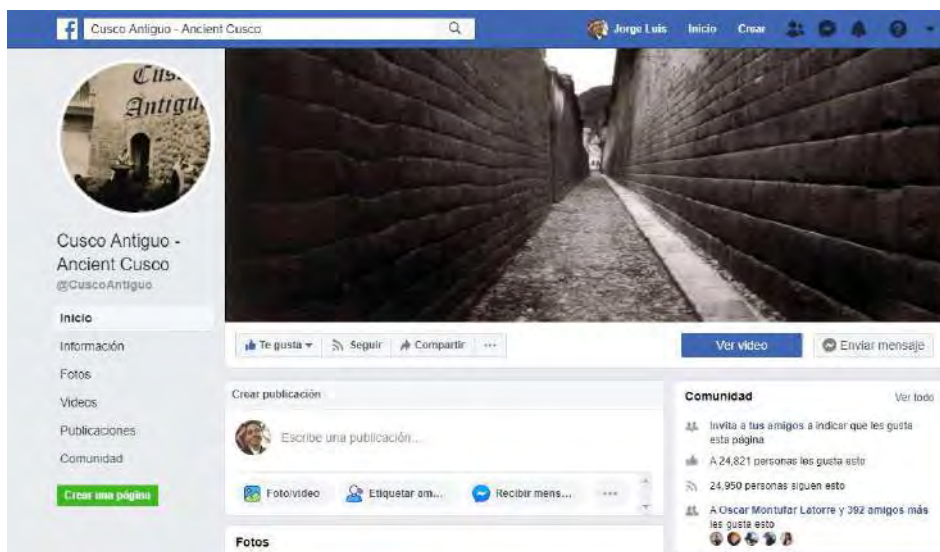 Cusco Antiguo - Ancient Cusco
Jorge Luis
Inicio
Crear
Cus
Antigu
Cusco Antiguo -
Ancient Cusco
@CuscoAntiguo
Inicio
Información
Fotos
Videos
Publicaciones
Comunidad
Crear una página
Te gusta
Seguir
Compartir
...
Ver video
Enviar mensaje
Crear publicación
Escribe una publicación...
Foto/video
Etiquetar am...
Recibir mens...
...
Fotos
Comunidad
Ver todo
Invita a tus amigos a indicar que les gusta
esta página
A 24,821 personas les gusta esto
24,950 personas siguen esto
A Oscar Montufar Latorre y 392 amigos más
les gusta esto